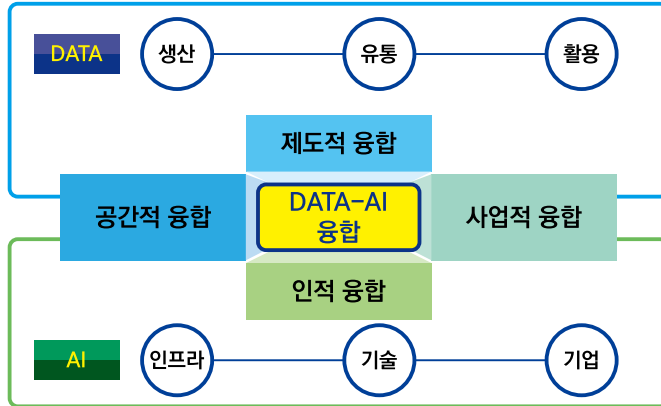 DATA
생산
유통
활용
제도적 융합
공간적 융합
DATA-AI
융합
사업적 융합
인적 융합
AI
인프라
기술
기업